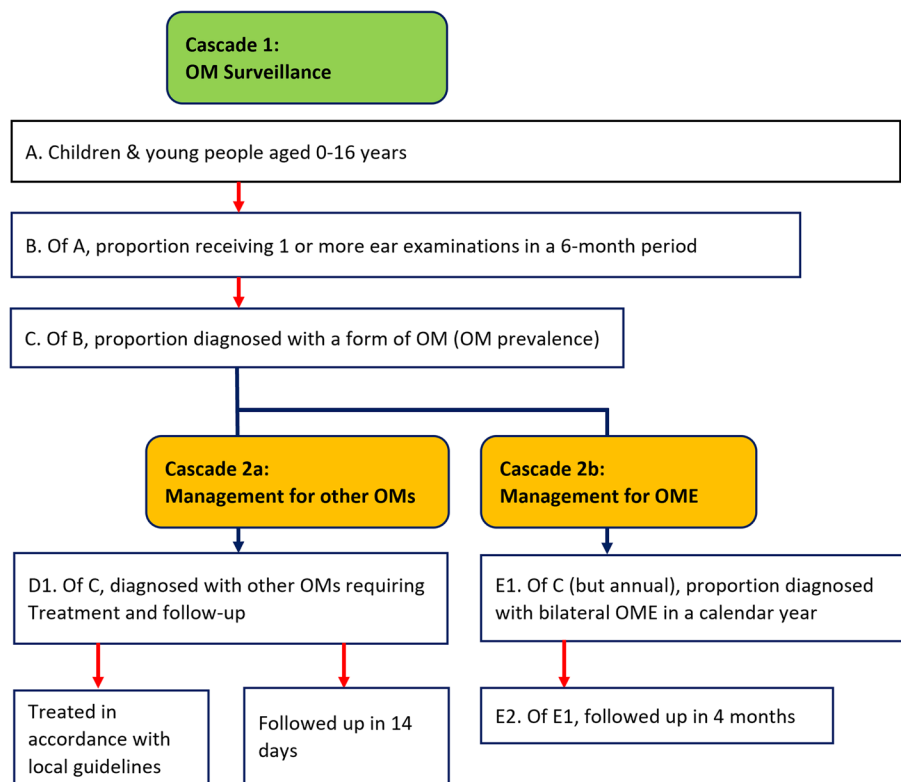 Cascade 1:
OM Surveillance
A. Children & young people aged 0-16 years
B. Of A, proportion receiving 1 or more ear examinations in a 6-month period
C. Of B, proportion diagnosed with a form of OM (OM prevalence)
Cascade 2a:
Management for other OMs
Cascade 2b:
Management for OME
D1. Of C, diagnosed with other OMs requiring
Treatment and follow-up
E1. Of C (but annual), proportion diagnosed
with bilateral OME in a calendar year
Treated in
accordance with
local guidelines
Followed up in 14
days
E2. Of E1, followed up in 4 months